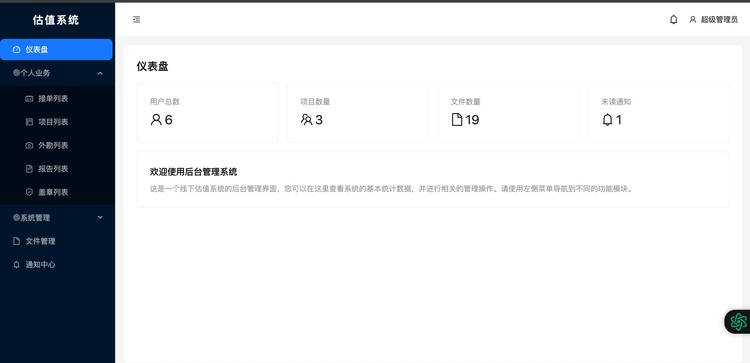 估值系统
超级管理员
仪表盘
个人业务
接单列表
项目列表
外勤列表
报告列表
盖章列表
系统管理
文件管理
通知中心
仪表盘
用户总数
6
项目数量
3
文件数量
19
未读通知
1
欢迎使用后台管理系统
这是一个线下估值系统的后台管理界面。您可以在这里查看系统的基本统计数据，并进行相关的管理操作。请使用左侧菜单导航到不同的功能模块。